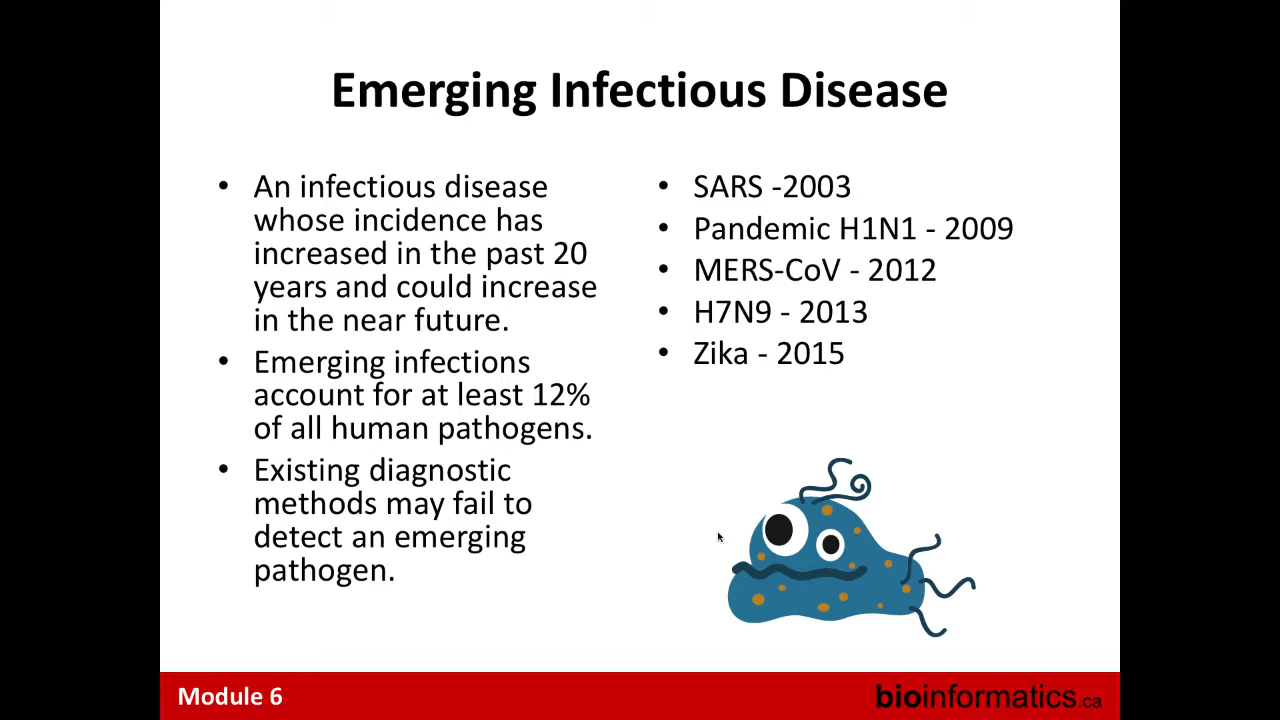 Emerging Infectious Disease
• An infectious disease
whose incidence has
increased in the past 20
years and could increase
in the near future.
• Emerging infections
account for at least 12%
of all human pathogens.
• Existing diagnostic
methods may fail to
detect an emerging
pathogen.
• SARS -2003
• Pandemic H1N1 - 2009
• MERS-CoV - 2012
• H7N9 - 2013
• Zika - 2015
Module 6
bioinformatics.ca